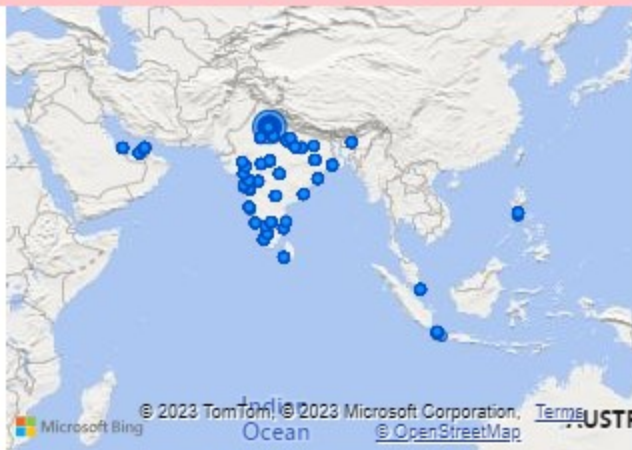 Indian
Ocean
© 2023 TomTom, © 2023 Microsoft Corporation, Terms
© OpenStreetMap
Microsoft Bing
AUSTR